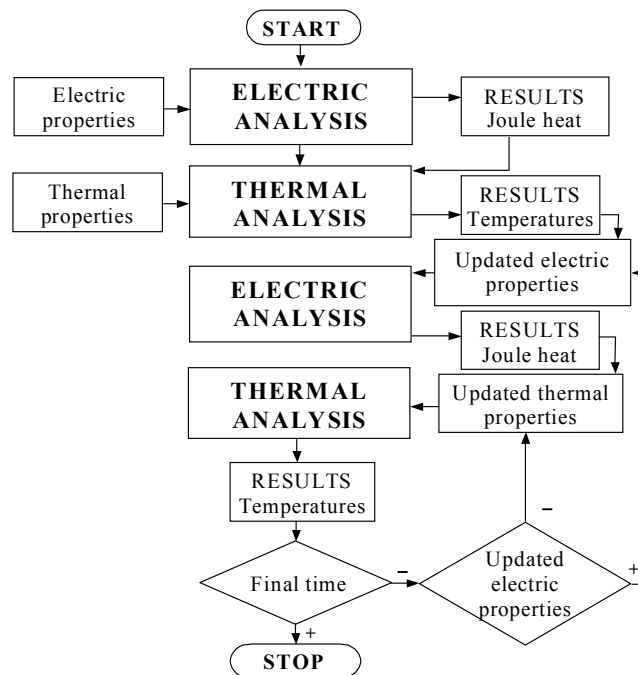 START
Electric
properties
ELECTRIC
ANALYSIS
RESULTS
Joule heat
Thermal
properties
THERMAL
ANALYSIS
RESULTS
Temperatures
Updated electric
properties
ELECTRIC
ANALYSIS
RESULTS
Joule heat
THERMAL
ANALYSIS
Updated thermal
properties
RESULTS
Temperatures
–
Final time
–
Updated
electric
properties
+
+
STOP